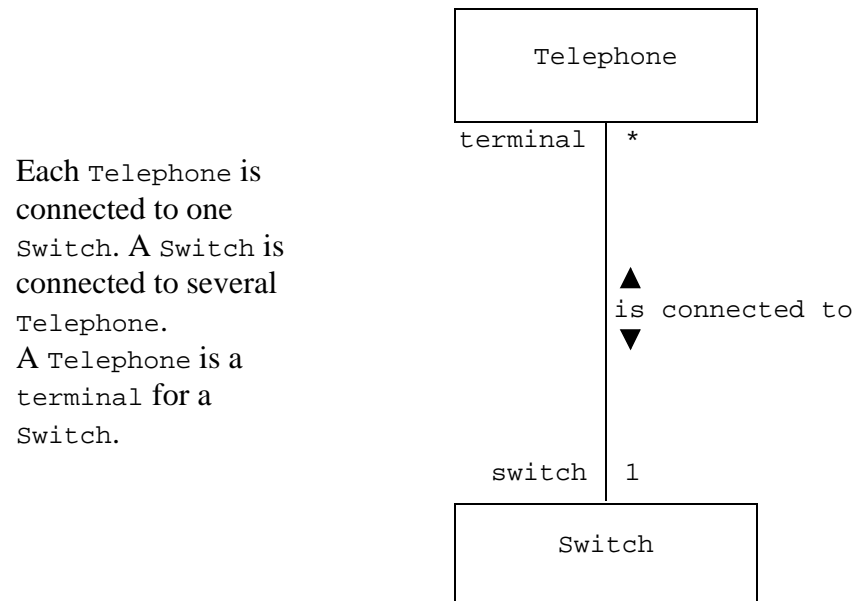 Telephone
terminal *
Each Telephone is
connected to one
Switch. A Switch is
connected to several
Telephone.
A Telephone is a
terminal for a
Switch.
is connected to
switch 1
Switch